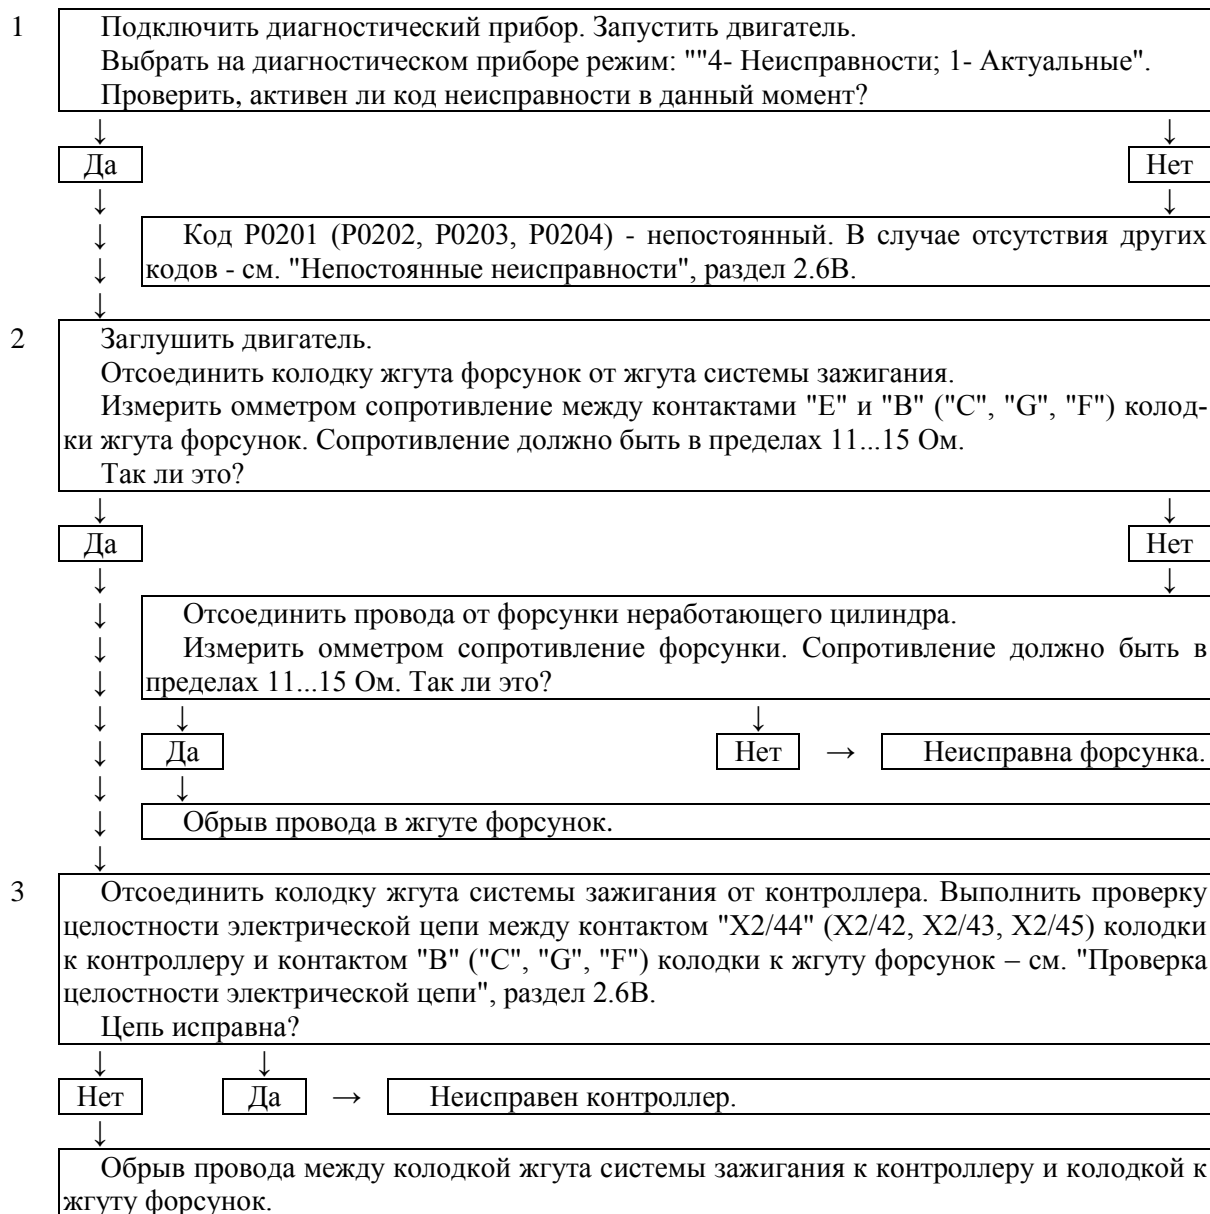 1 Подключить диагностический прибор. Запустить двигатель.
Выбрать на диагностическом приборе режим: ""4- Неисправности; 1- Актуальные".
Проверить, активен ли код неисправности в данный момент?
↓ ↓
Да Нет
↓ ↓
↓ Код Р0201 (Р0202, Р0203, Р0204) - непостоянный. В случае отсутствия других
↓ кодов - см. "Непостоянные неисправности", раздел 2.6В.
↓
2 Заглушить двигатель.
Отсоединить колодку жгута форсунок от жгута системы зажигания.
Измерить омметром сопротивление между контактами "E" и "B" ("C", "G", "F") колод-
ки жгута форсунок. Сопротивление должно быть в пределах 11...15 Ом.
Так ли это?
↓ ↓
Да Нет
↓ ↓
↓ Отсоединить провода от форсунки неработающего цилиндра.
↓ Измерить омметром сопротивление форсунки. Сопротивление должно быть в
↓ пределах 11...15 Ом. Так ли это?
↓ ↓ ↓
↓ Да Нет → Неисправна форсунка.
↓ ↓
↓ Обрыв провода в жгуте форсунок.
↓
3 Отсоединить колодку жгута системы зажигания от контроллера. Выполнить проверку
целостности электрической цепи между контактом "X2/44" (X2/42, X2/43, X2/45) колодки
к контроллеру и контактом "B" ("C", "G", "F") колодки к жгуту форсунок – см. "Проверка
целостности электрической цепи", раздел 2.6В.
Цепь исправна?
↓ ↓
Нет Да → Неисправен контроллер.
↓
Обрыв провода между колодкой жгута системы зажигания к контроллеру и колодкой к
жгуту форсунок.